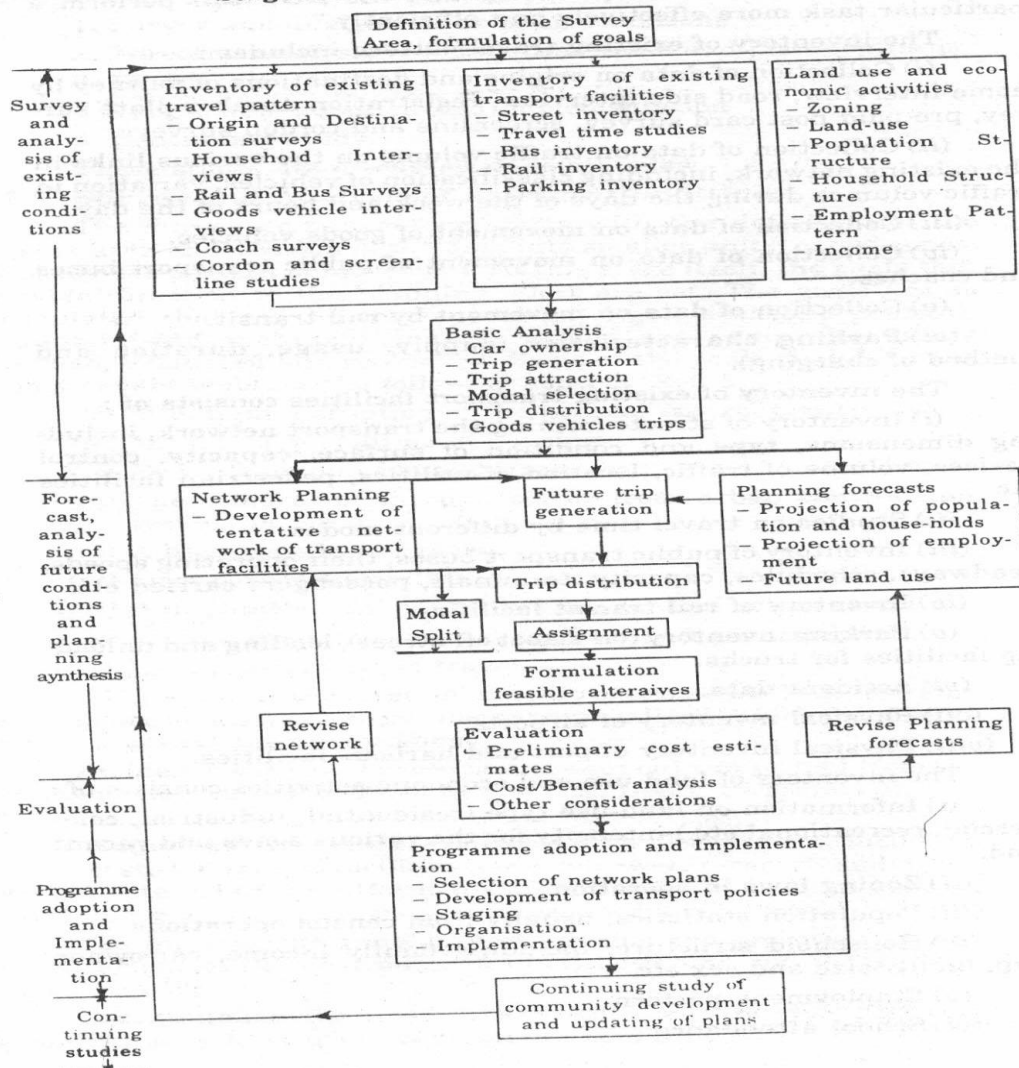 particular task more effectively
Definition of the Survey
Area, formulation of goals
Survey
and
analy-
sis of
exist-
ing
condi-
tions
Inventory of existing
travel pattern
– Origin and Destina-
tion surveys
– Household Inter-
views
– Rail and Bus Surveys
– Goods vehicle inter-
views
– Coach surveys
– Cordon and screen-
line studies
Inventory of existing
transport facilities
– Street inventory
– Travel time studies
– Bus inventory
– Rail inventory
– Parking inventory
Land use and eco-
nomic activities
– Zoning
– Land-use
– Population St-
ructure
– Household Struc-
ture
– Employment Pat-
tern
– Income
Basic Analysis
– Car ownership
– Trip generation
– Trip attraction
– Modal selection
– Trip distribution
– Goods vehicles trips
Fore-
cast,
analy-
sis of
future
condi-
tions
and
plan-
ning
aynthesis
Network Planning
– Development of
tentative net-
work of transport
facilities
Future trip
generation
Planning forecasts
– Projection of popula-
tion and house-holds
– Projection of employ-
ment
– Future land use
Trip distribution
Modal
Split
Assignment
Formulation
feasible alteraives
Revise
network
Evaluation
– Preliminary cost esti-
mates
– Cost/Benefit analysis
– Other considerations
Revise Planning
forecasts
Evaluation
Programme
adoption
and
Imple-
menta-
tion
Programme adoption and Implementa-
tion
– Selection of network plans
– Development of transport policies
– Staging
– Organisation
– Implementation
Con-
tinuing
studies
Continuing study of
community development
and updating of plans